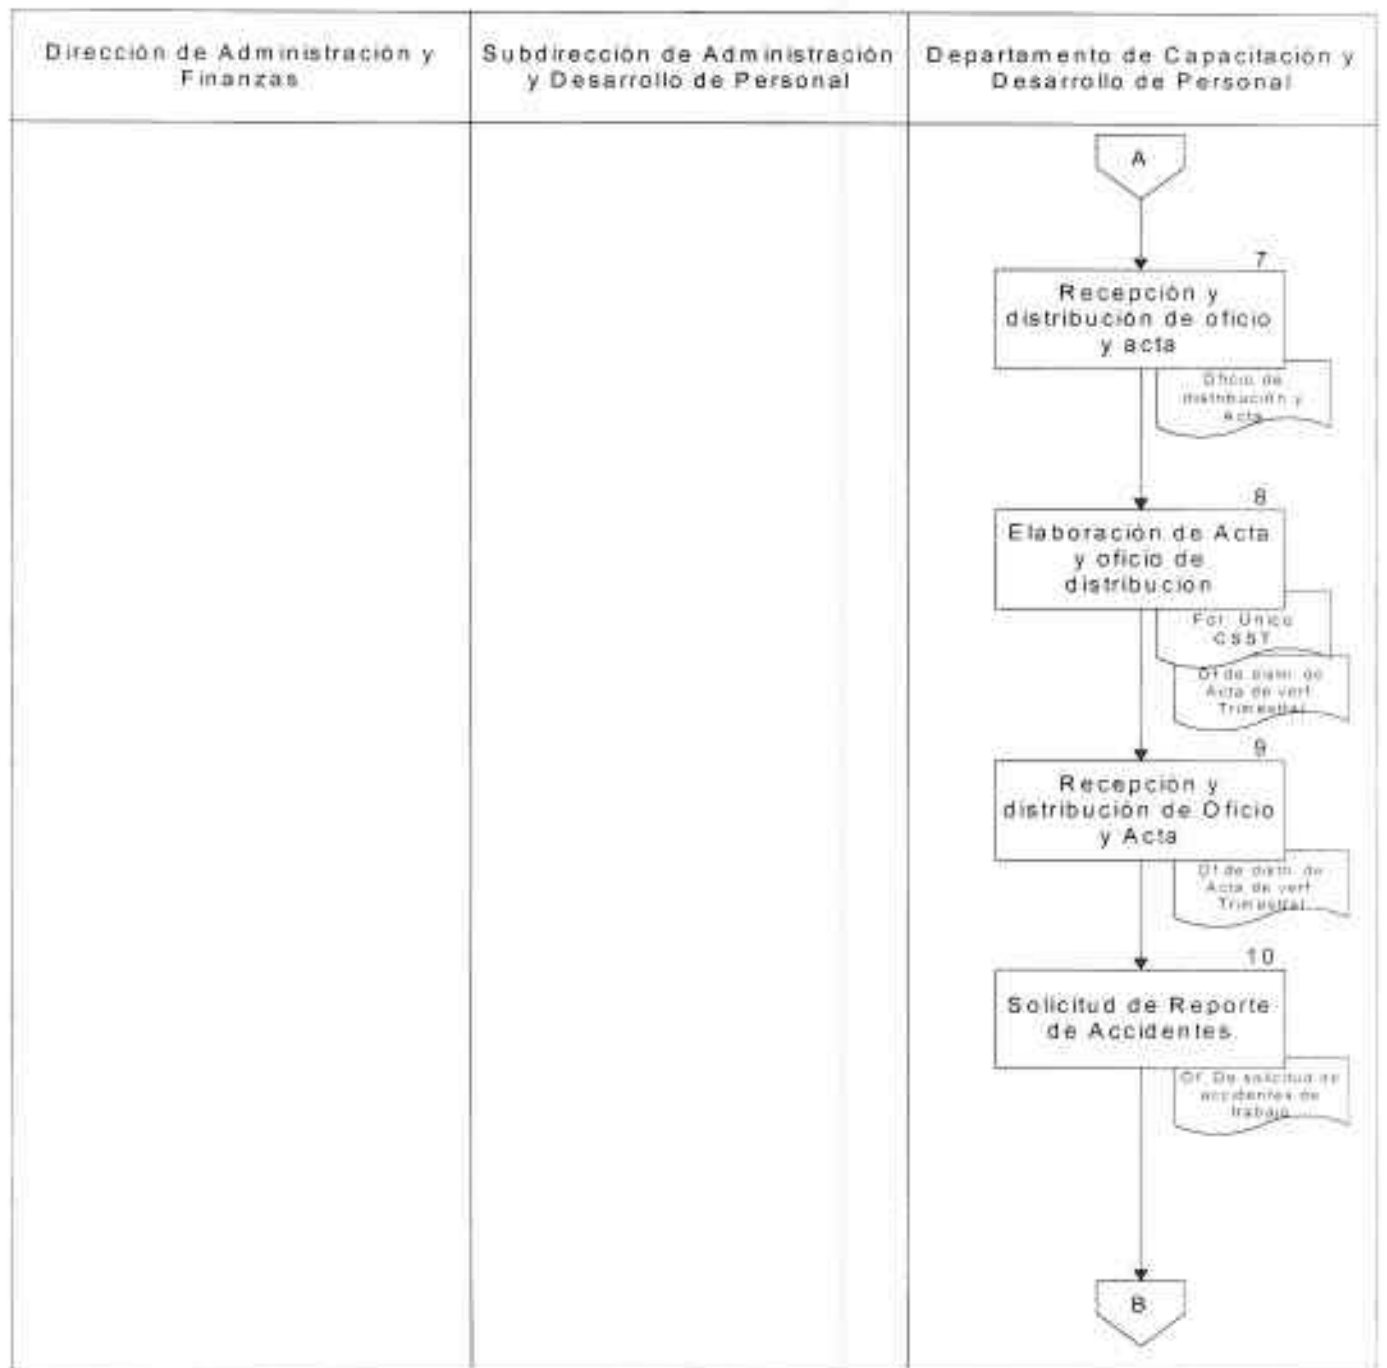 Dirección de Administración y
Finanzas
Subdirección de Administración
y Desarrollo de Personal
Departamento de Capacitación y
Desarrollo de Personal
A
7
Recepción y
distribución de oficio
y acta
Oficio de
distribución y
acta
8
Elaboración de Acta
y oficio de
distribución
For. Unico
CSST
Of de distri. de
Acta de verf.
Trimestral
9
Recepción y
distribución de Oficio
y Acta
Of de distri. de
Acta de verf.
Trimestral
10
Solicitud de Reporte
de Accidentes.
Of. De solicitud de
accidentes de
trabajo
B